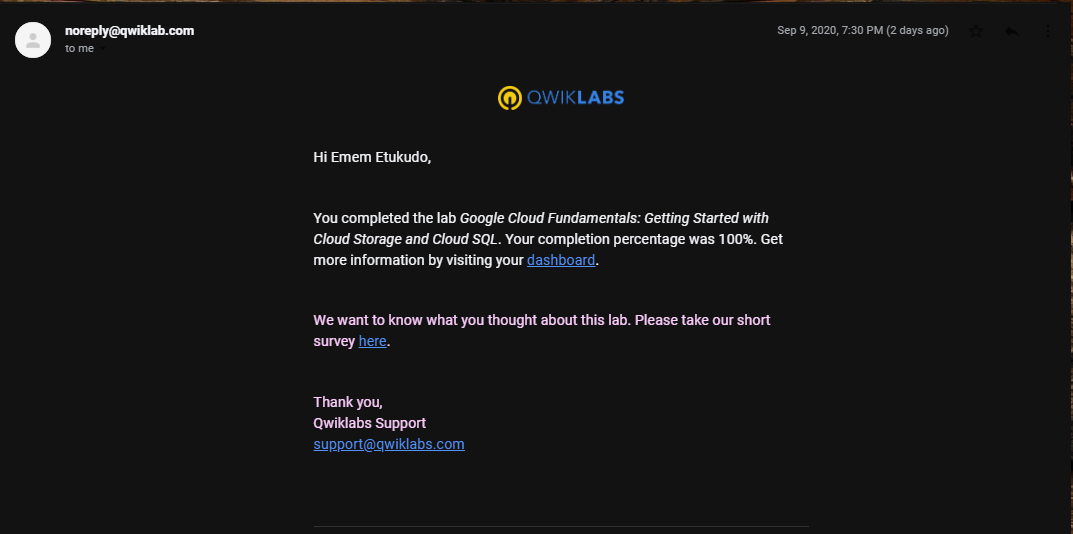 noreply@qwiklab.com
Sep 9, 2020, 7:30 PM (2 days ago)
to me
QWIKLABS
Hi Emem Etukudo,
You completed the lab Google Cloud Fundamentals: Getting Started with
Cloud Storage and Cloud SQL. Your completion percentage was 100%. Get
more information by visiting your dashboard.
We want to know what you thought about this lab. Please take our short
survey here.
Thank you,
Qwiklabs Support
support@qwiklabs.com